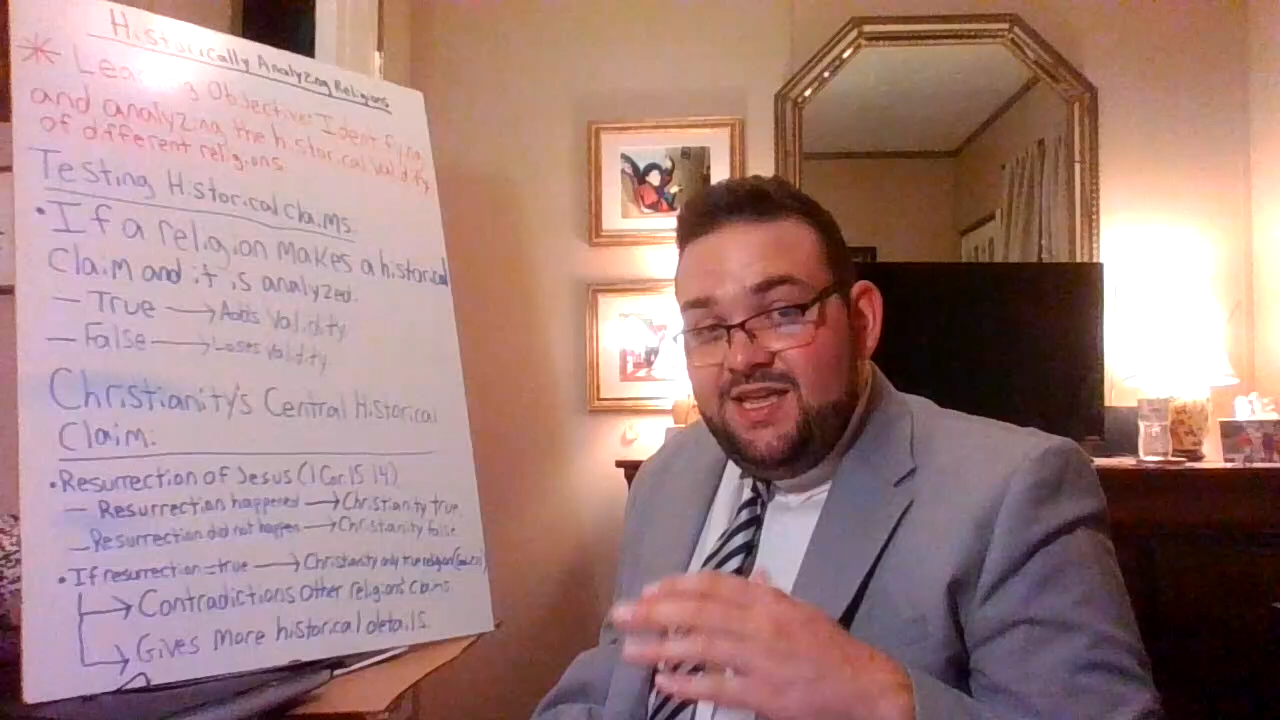 Historically Analyzing Religions
* Learning Objective: Identifying
and analyzing the historical validity
of different religions.
Testing Historical Claims
• If a religion makes a historical
Claim and it is analyzed.
– True → Adds Validity
– False → Loses validity
Christianity's Central Historical
Claim:
• Resurrection of Jesus (1 Cor. 15 14)
– Resurrection happened → Christianity true
– Resurrection did not happen → Christianity false
• If resurrection = true → Christianity only true religion
→ Contradictions other religions claims
→ Gives more historical details.